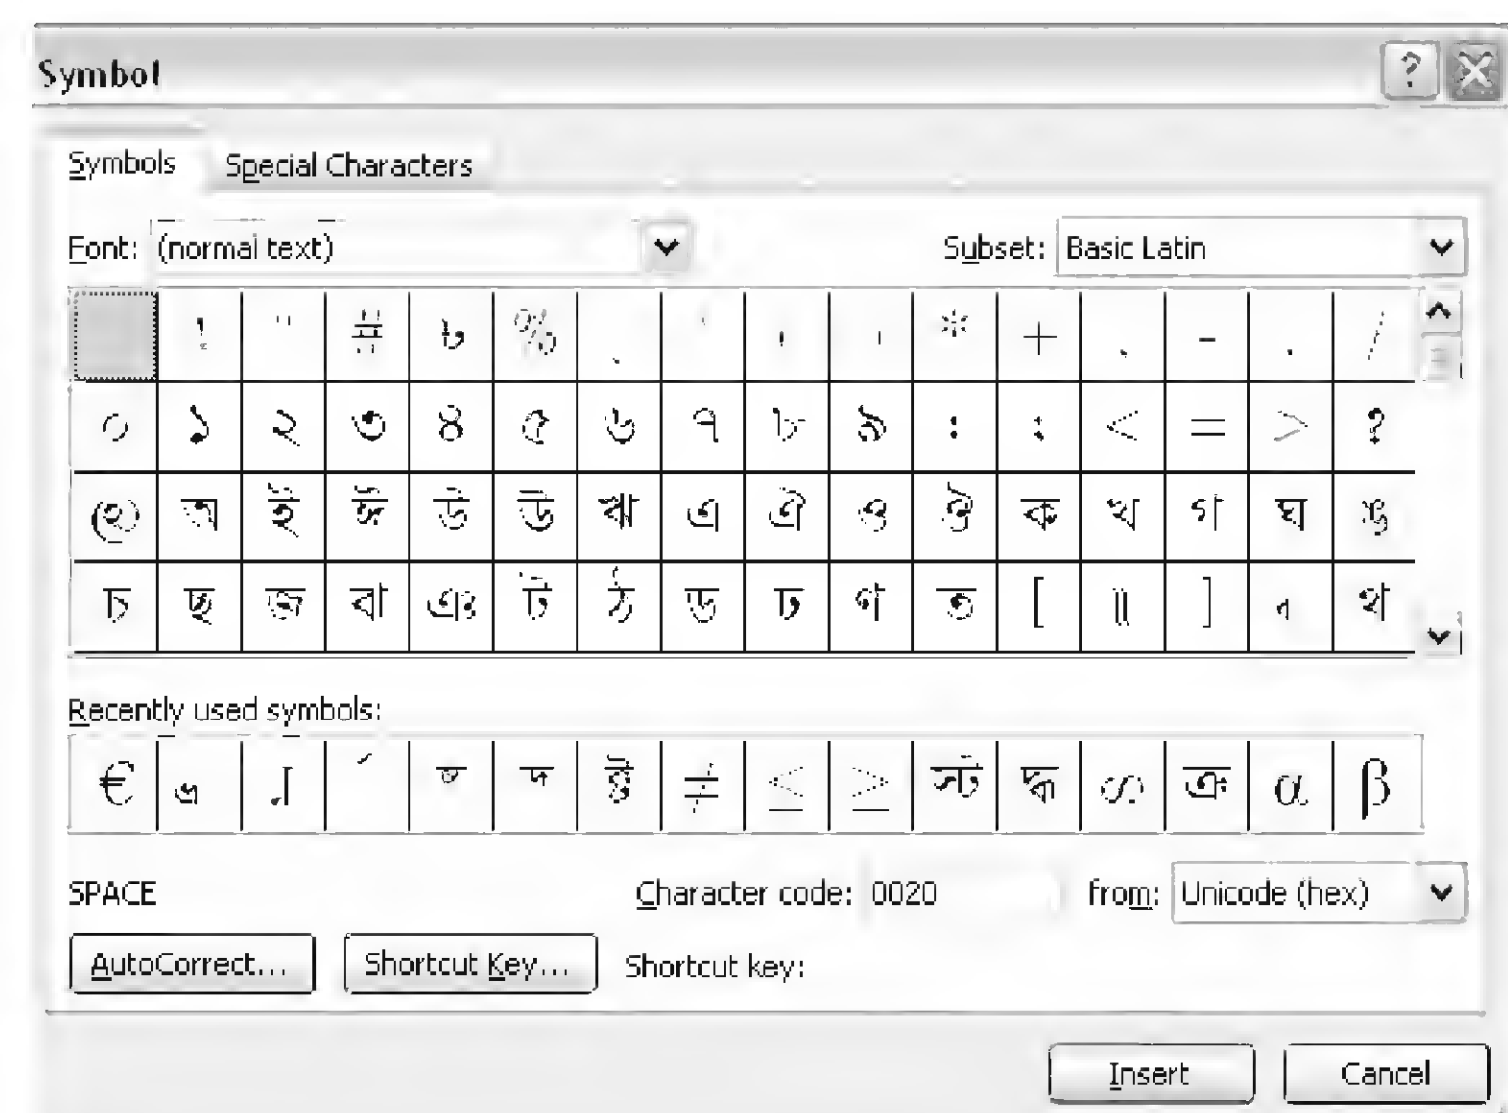 Symbol
Symbols Special Characters
Font: (normal text) Subset: Basic Latin
! " # ৳ % * + - . /
০ ১ ২ ৩ ৪ ৫ ৬ ৭ ৮ ৯ : ; < = > ?
অ ই ঈ উ ঊ ঋ এ ঐ ও ঔ ক খ গ ঘ ঙ
চ ছ জ ঝ ঞ ট ঠ ড ঢ ণ ত [ ॥ ] থ
Recently used symbols:
€ ≠ ≤ ≥ স্ট দ্ধ ক্র α β
SPACE Character code: 0020 from: Unicode (hex)
AutoCorrect... Shortcut Key... Shortcut key:
Insert Cancel